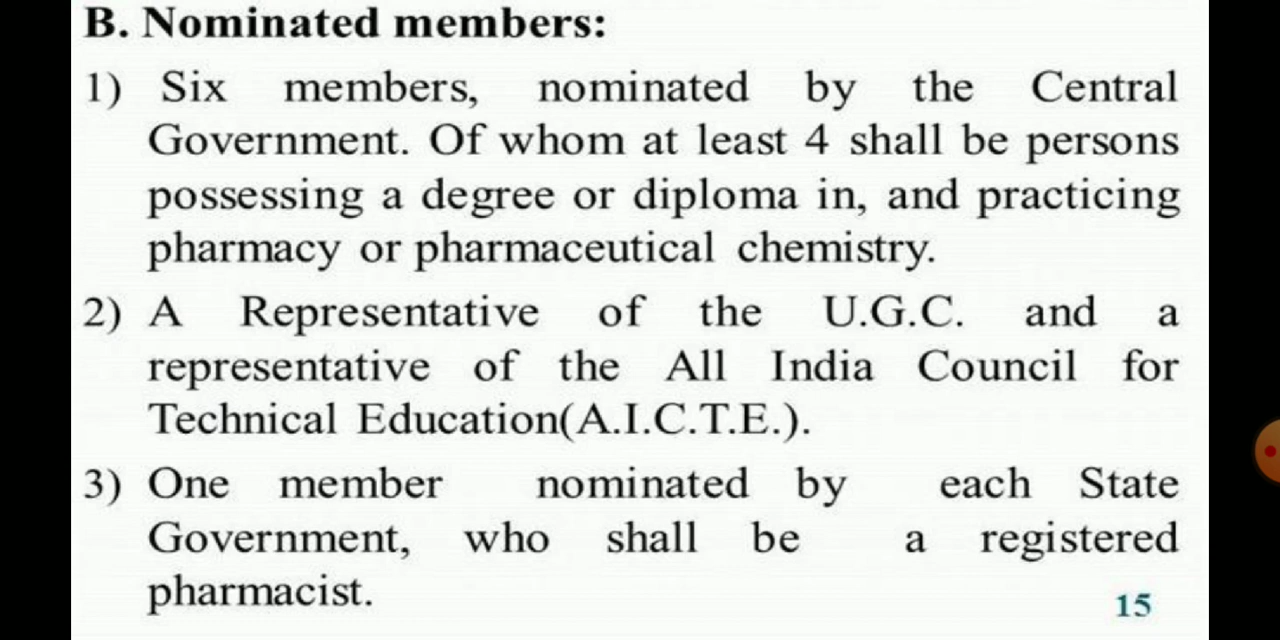 B. Nominated members:
1) Six members, nominated by the Central
Government. Of whom at least 4 shall be persons
possessing a degree or diploma in, and practicing
pharmacy or pharmaceutical chemistry.
2) A Representative of the U.G.C. and a
representative of the All India Council for
Technical Education(A.I.C.T.E.).
3) One member nominated by each State
Government, who shall be a registered
pharmacist.
15